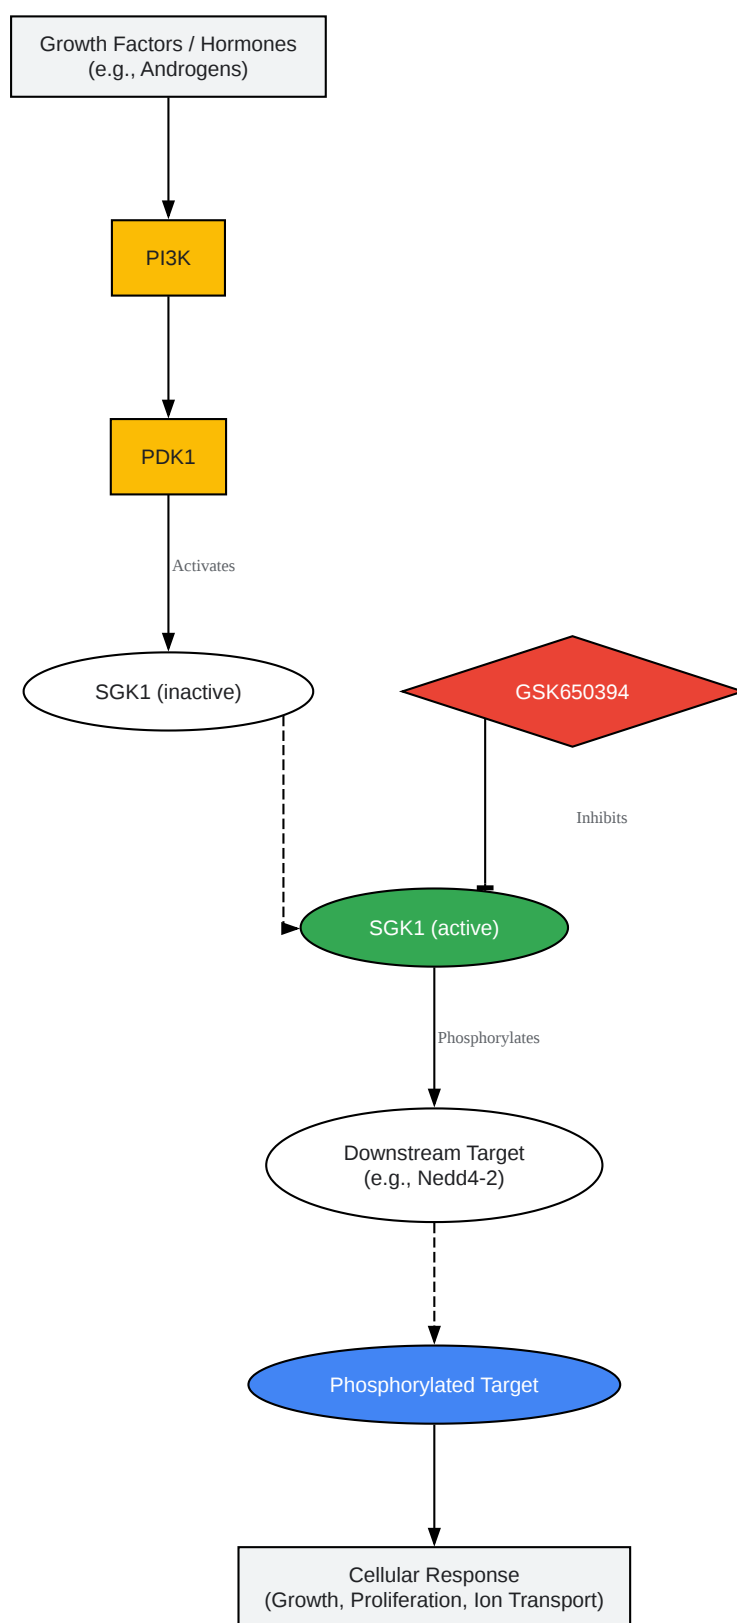 Growth Factors / Hormones
(e.g., Androgens)
PI3K
PDK1
Activates
SGK1 (inactive)
GSK650394
Inhibits
SGK1 (active)
Phosphorylates
Downstream Target
(e.g., Nedd4-2)
Phosphorylated Target
Cellular Response
(Growth, Proliferation, Ion Transport)